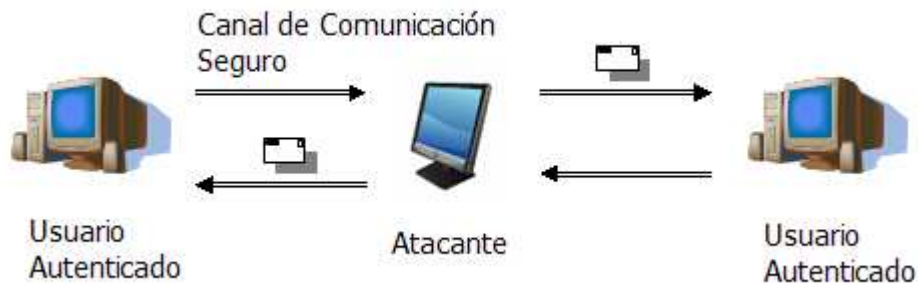 Canal de Comunicación
Seguro
Usuario
Autenticado
Atacante
Usuario
Autenticado